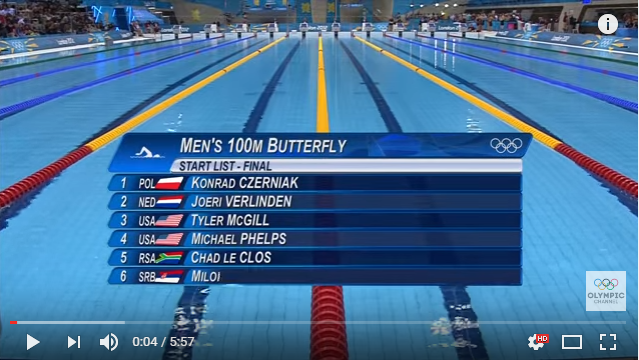 MEN'S 100M BUTTERFLY
START LIST - FINAL
1 POL KONRAD CZERNIAK
2 NED JOERI VERLINDEN
3 USA TYLER MCGILL
4 USA MICHAEL PHELPS
5 RSA CHAD LE CLOS
6 SRB
OLYMPIC
CHANNEL
0:04 / 5:57
HD